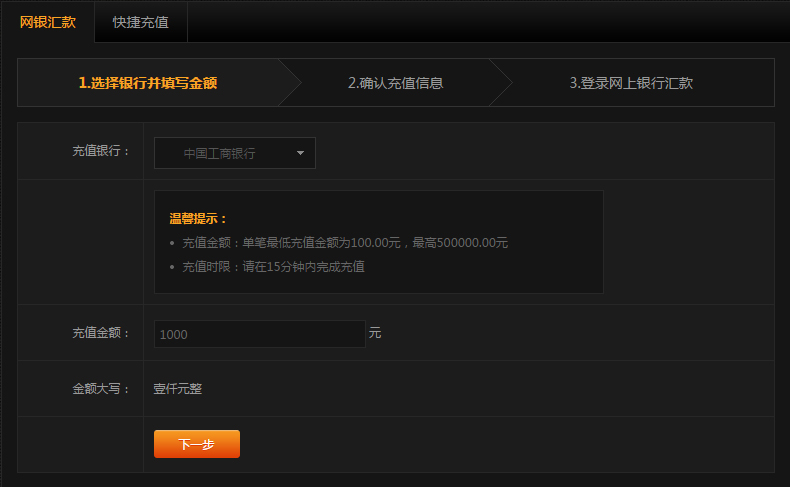 网银汇款 快捷充值
1.选择银行并填写金额 2.确认充值信息 3.登录网上银行汇款
充值银行： 中国工商银行
温馨提示：
• 充值金额：单笔最低充值金额为100.00元，最高500000.00元
• 充值时限：请在15分钟内完成充值
充值金额： 1000 元
金额大写： 壹仟元整
下一步